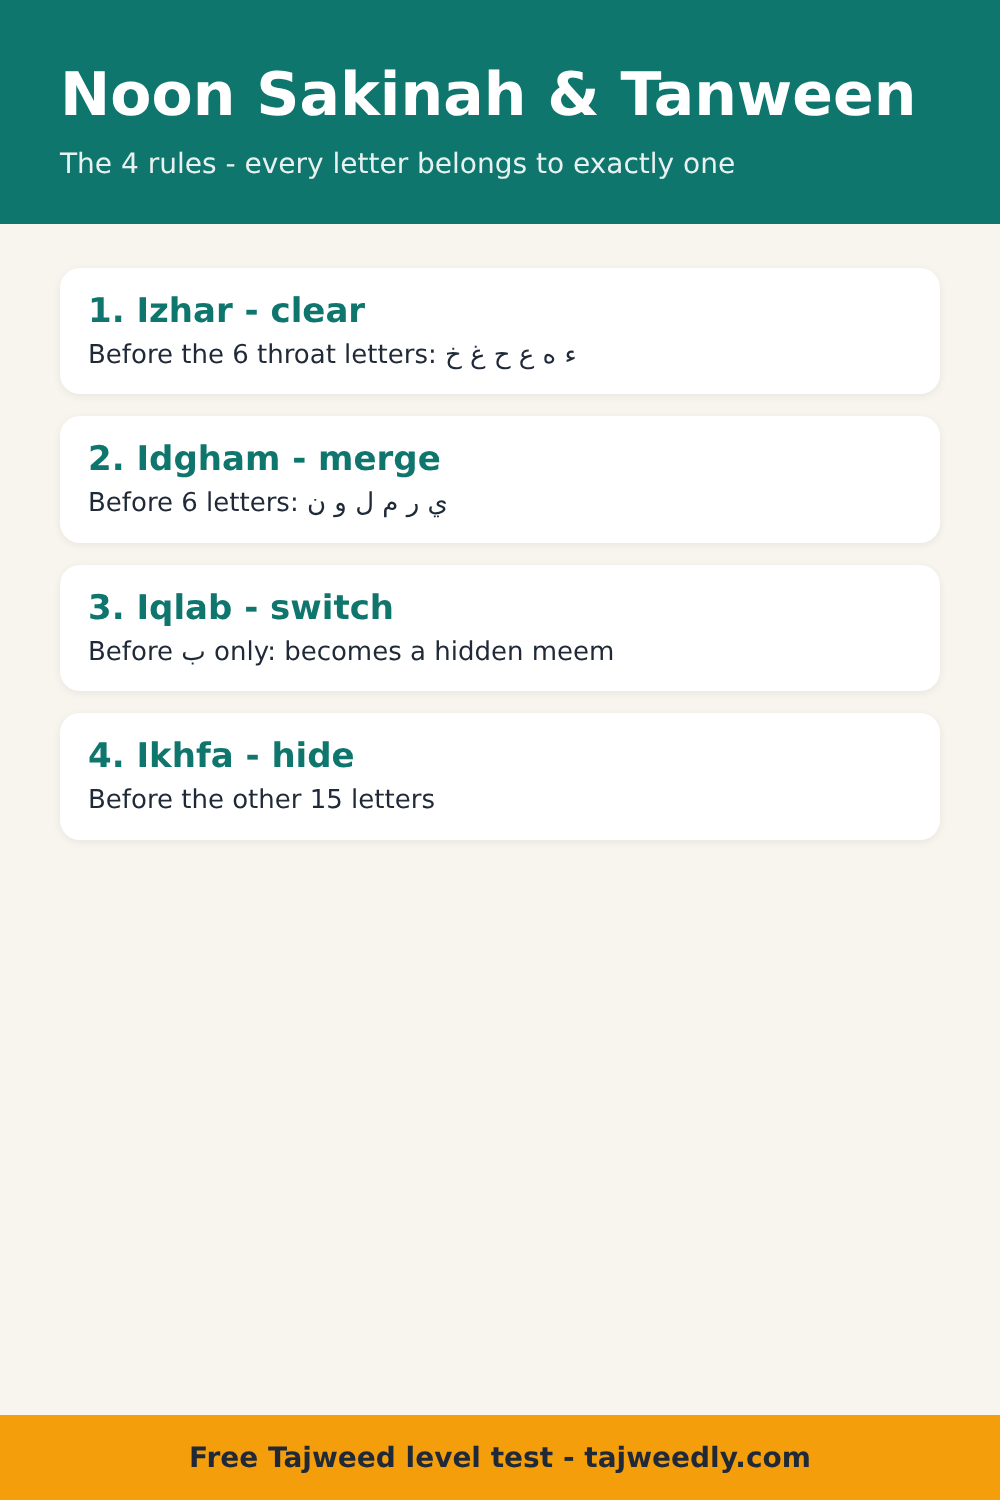 Noon Sakinah & Tanween
The 4 rules - every letter belongs to exactly one
1. Izhar - clear
Before the 6 throat letters: ء ه ع ح غ خ
2. Idgham - merge
Before 6 letters: ي ر م ل و ن
3. Iqlab - switch
Before ب only: becomes a hidden meem
4. Ikhfa - hide
Before the other 15 letters
Free Tajweed level test - tajweedly.com